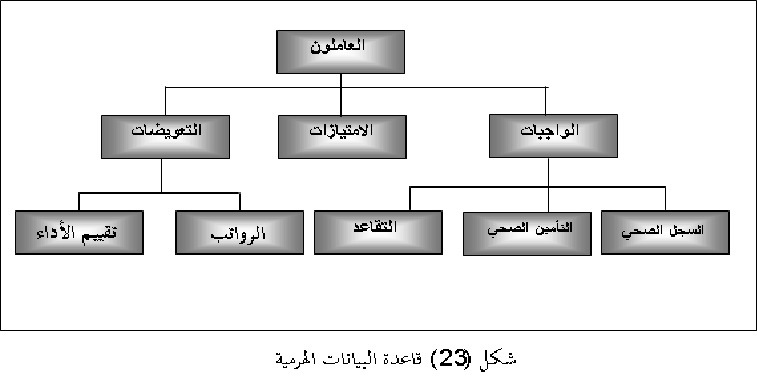 العاملون
الواجبات
الامتيازات
التعويضات
السجل الصحي
التأمين الصحي
التقاعد
الرواتب
تقييم الأداء
شكل (23) قاعدة البيانات الهرمية